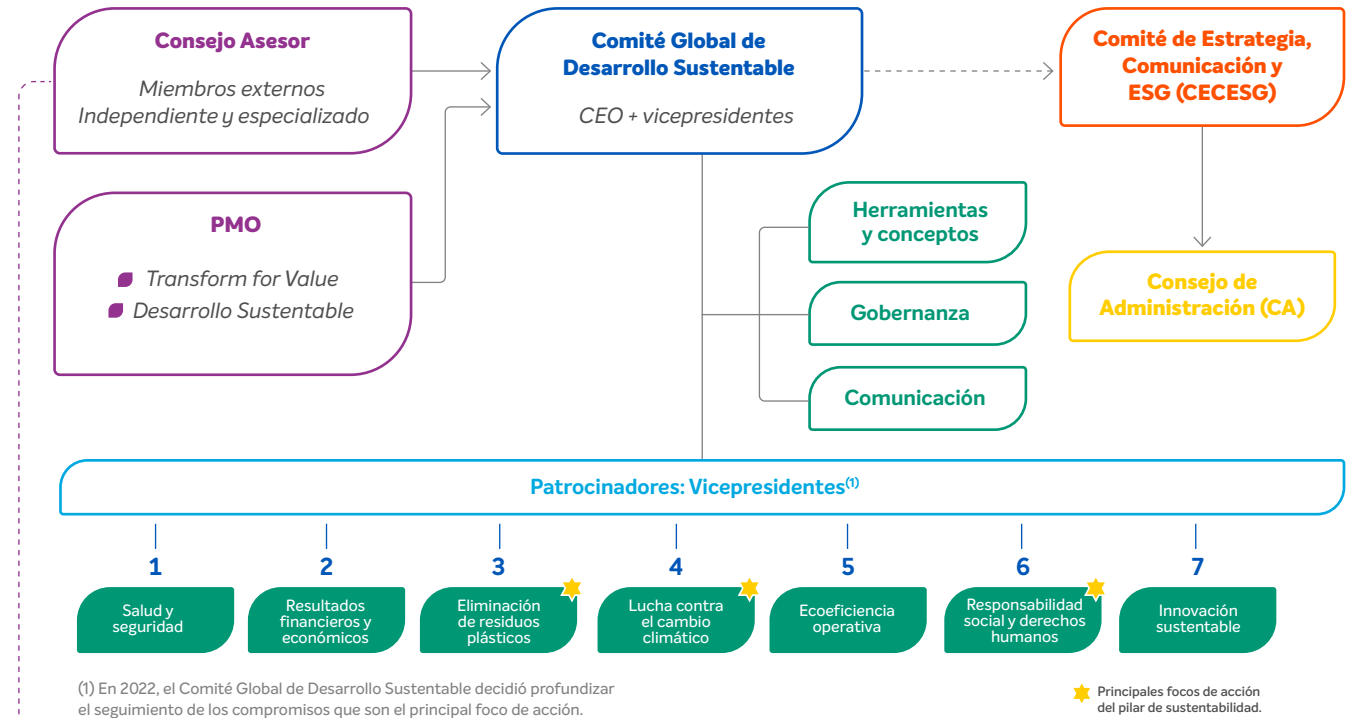 Consejo Asesor
Miembros externos
Independiente y especializado
Comité Global de
Desarrollo Sustentable
CEO + vicepresidentes
Comité de Estrategia,
Comunicación y
ESG (CECESG)
PMO
Transform for Value
Desarrollo Sustentable
Herramientas
y conceptos
Gobernanza
Comunicación
Consejo de
Administración (CA)
Patrocinadores: Vicepresidentes(1)
1
Salud y
seguridad
2
Resultados
financieros y
económicos
3
Eliminación
de residuos
plásticos
4
Lucha contra
el cambio
climático
5
Ecoeficiencia
operativa
6
Responsabilidad
social y derechos
humanos
7
Innovación
sustentable
(1) En 2022, el Comité Global de Desarrollo Sustentable decidió profundizar
el seguimiento de los compromisos que son el principal foco de acción.
Principales focos de acción
del pilar de sustentabilidad.